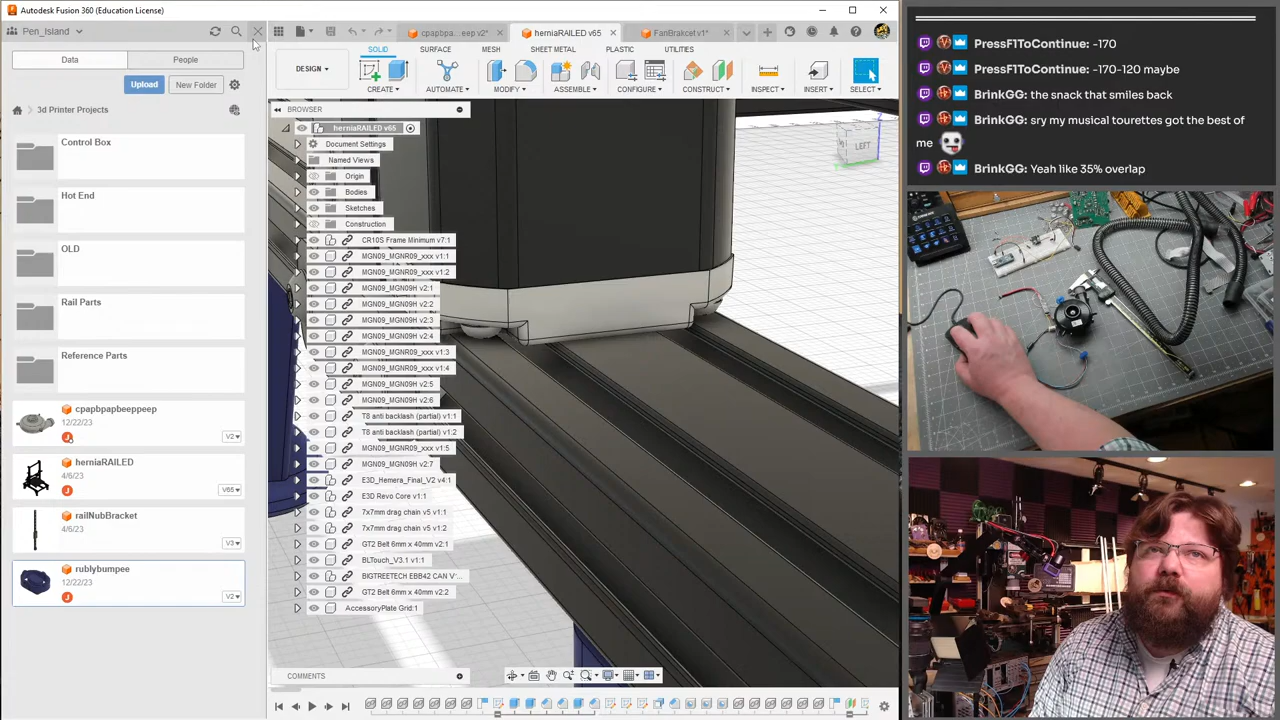 Autodesk Fusion 360 (Education License)
Pen_Island
cpapbpa...eep v2*
herniaRAILED v65
FanBrakcet v1*
Data
People
Upload
New Folder
3d Printer Projects
Control Box
Hot End
OLD
Rail Parts
Reference Parts
cpapbpapbeeppeep
12/22/23
V2
herniaRAILED
4/6/23
V65
railNubBracket
4/6/23
V3
rublybumpee
12/22/23
V2
SOLID
SURFACE
MESH
SHEET METAL
PLASTIC
UTILITIES
DESIGN
CREATE
AUTOMATE
MODIFY
ASSEMBLE
CONFIGURE
CONSTRUCT
INSPECT
INSERT
SELECT
BROWSER
herniaRAILED v65
Document Settings
Named Views
Origin
Bodies
Sketches
Construction
CR10S Frame Minimum v7:1
MGN09_MGNR09_xxx v1:1
MGN09_MGNR09_xxx v1:2
MGN09_MGN09H v2:1
MGN09_MGN09H v2:2
MGN09_MGN09H v2:3
MGN09_MGN09H v2:4
MGN09_MGNR09_xxx v1:3
MGN09_MGNR09_xxx v1:4
MGN09_MGN09H v2:5
MGN09_MGN09H v2:6
T8 anti backlash (partial) v1:1
T8 anti backlash (partial) v1:2
MGN09_MGNR09_xxx v1:5
MGN09_MGN09H v2:7
E3D_Hemera_Final_V2 v4:1
E3D Revo Core v1:1
7x7mm drag chain v5 v1:1
7x7mm drag chain v5 v1:2
GT2 Belt 6mm x 40mm v2:1
BLTouch_V3.1 v1:1
BIGTREETECH EBB42 CAN V'...
GT2 Belt 6mm x 40mm v2:2
AccessoryPlate Grid:1
LEFT
COMMENTS
PressF1ToContinue: -170
PressF1ToContinue: -170-120 maybe
BrinkGG: the snack that smiles back
BrinkGG: sry my musical tourettes got the best of
me
BrinkGG: Yeah like 35% overlap